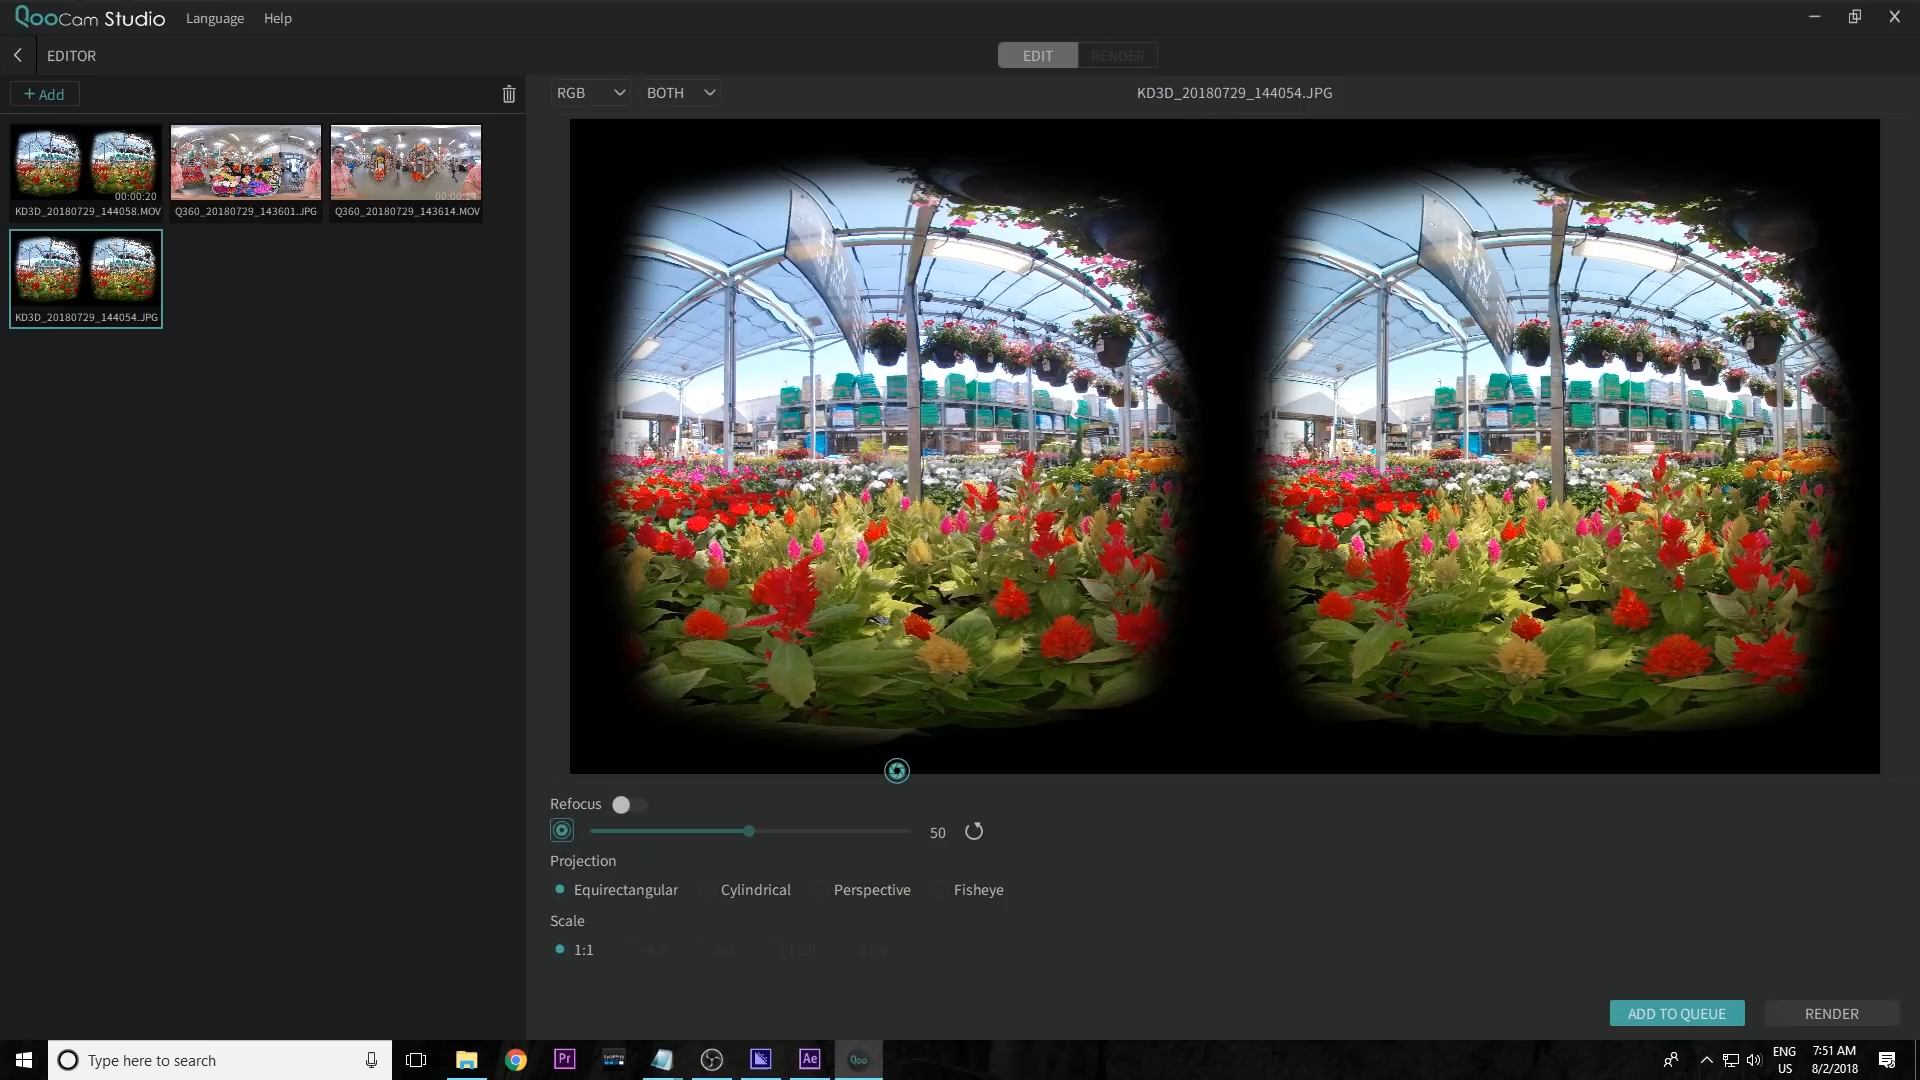 QooCam Studio Language Help
EDITOR
EDIT RENDER
+ Add
RGB BOTH KD3D_20180729_144054.JPG
00:00:20
KD3D_20180729_144058.MOV Q360_20180729_143601.JPG Q360_20180729_143614.MOV
KD3D_20180729_144054.JPG
Refocus
50
Projection
Equirectangular Cylindrical Perspective Fisheye
Scale
1:1
ADD TO QUEUE RENDER
Type here to search
Pr
Ae
Qoo
ENG
US
7:51 AM
8/2/2018